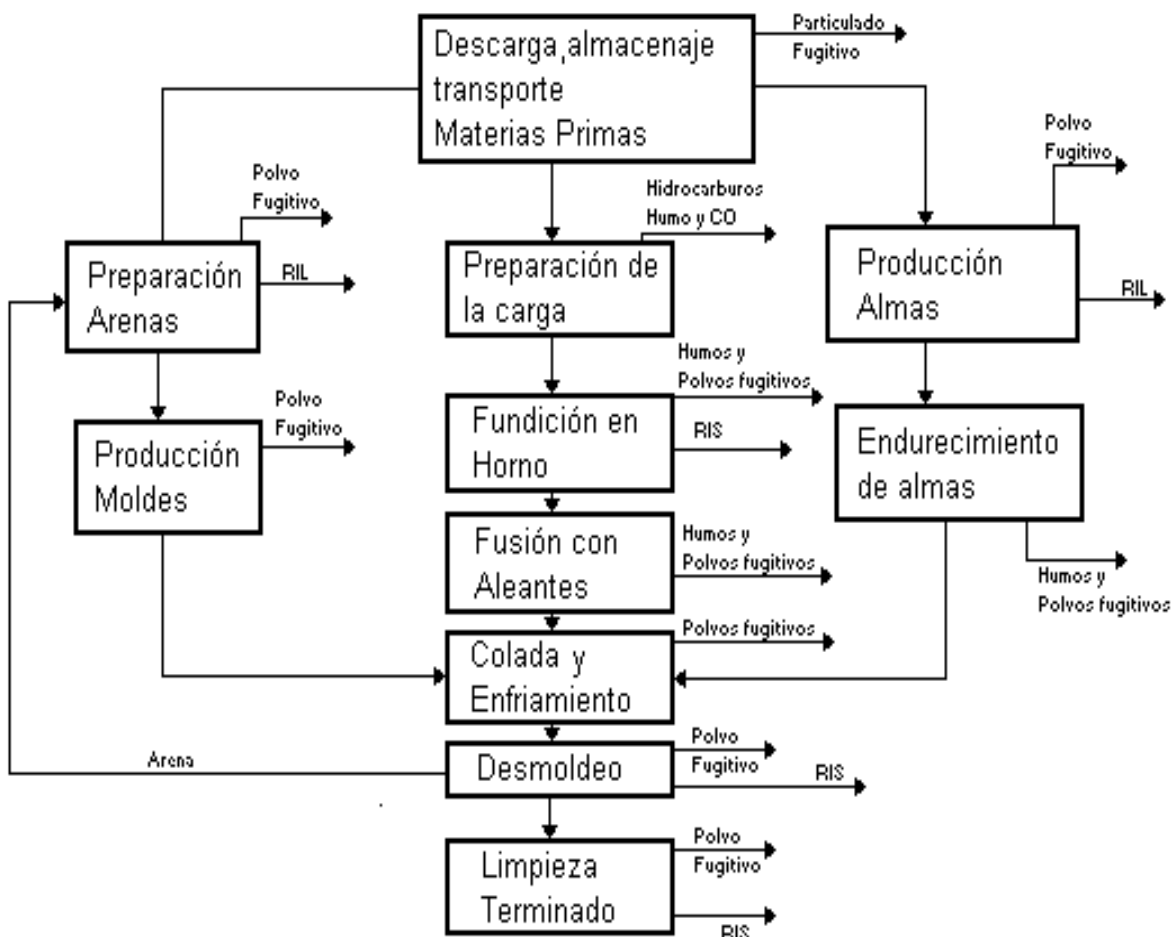 Descarga,almacenaje
transporte
Materias Primas
Particulado
Fugitivo
Polvo
Fugitivo
Polvo
Fugitivo
Hidrocarburos
Humo y CO
Preparación
Arenas
RIL
Preparación de
la carga
Producción
Almas
RIL
Polvo
Fugitivo
Producción
Moldes
Humos y
Polvos fugitivos
Fundición en
Horno
RIS
Endurecimiento
de almas
Humos y
Polvos fugitivos
Fusión con
Aleantes
Humos y
Polvos fugitivos
Polvos fugitivos
Colada y
Enfriamiento
Arena
Desmoldeo
Polvo
Fugitivo
RIS
Limpieza
Terminado
Polvo
Fugitivo
RIS